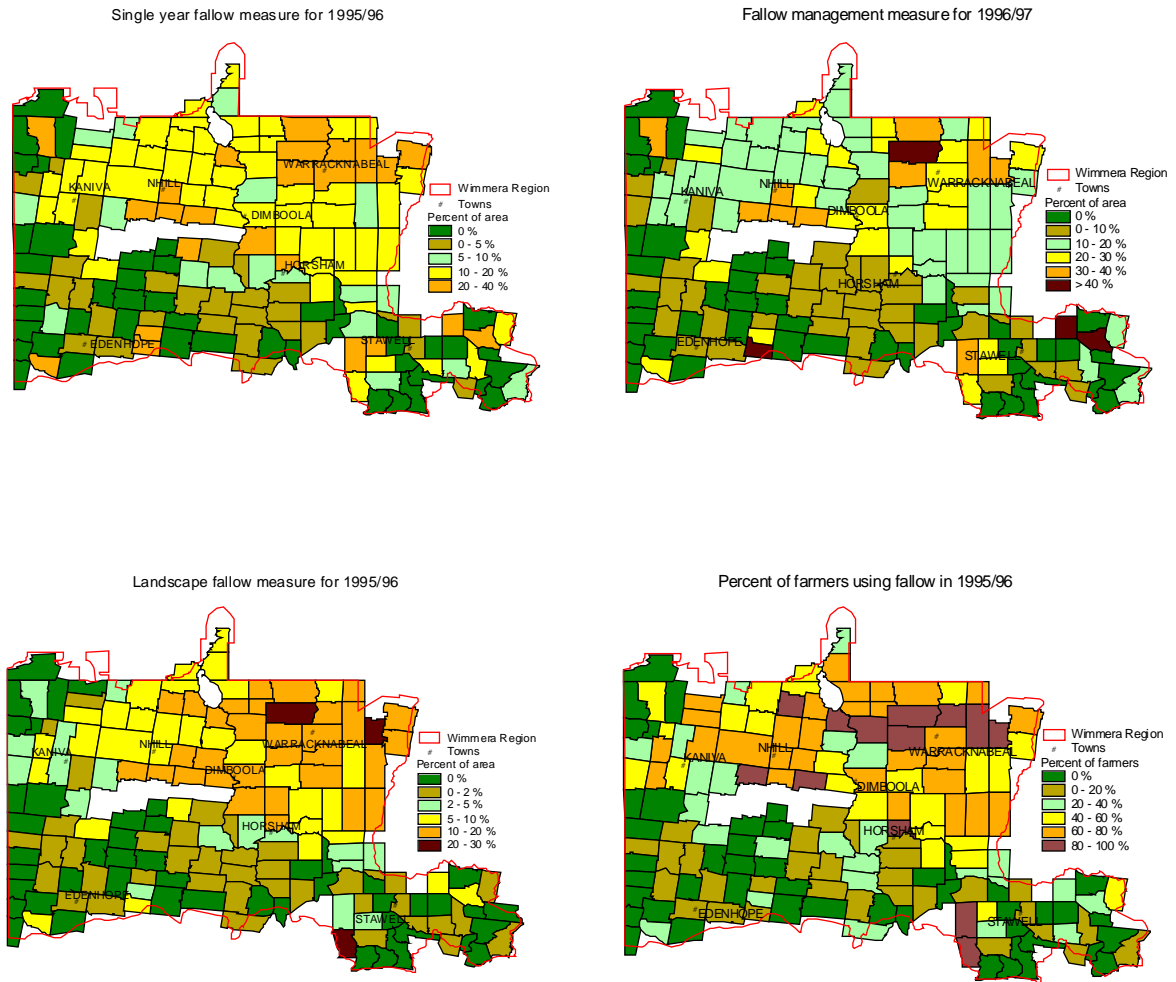 Single year fallow measure for 1995/96
WARRACKNABEAL
KANIVA
NHILL
DIMBOOLA
HORSHAM
EDENHOPE
STAWELL
Wimmera Region
# Towns
Percent of area
0 %
0 - 5 %
5 - 10 %
10 - 20 %
20 - 40 %
Fallow management measure for 1996/97
WARRACKNABEAL
KANIVA
NHILL
DIMBOOLA
HORSHAM
EDENHOPE
STAWELL
Wimmera Region
# Towns
Percent of area
0 %
0 - 10 %
10 - 20 %
20 - 30 %
30 - 40 %
>40 %
Landscape fallow measure for 1995/96
KANIVA
NHILL
WARRACKNABEAL
DIMBOOLA
HORSHAM
EDENHOPE
STAWELL
Wimmera Region
# Towns
Percent of area
0 %
0 - 2 %
2 - 5 %
5 - 10 %
10 - 20 %
20 - 30 %
Percent of farmers using fallow in 1995/96
KANIVA
NHILL
WARRACKNABEAL
DIMBOOLA
HORSHAM
EDENHOPE
STAWELL
Wimmera Region
# Towns
Percent of farmers
0 %
0 - 20 %
20 - 40 %
40 - 60 %
60 - 80 %
80 - 100 %